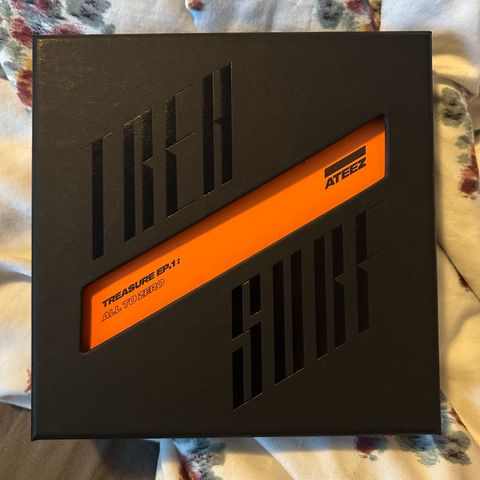 TREA
ATEEZ
TREASURE EP.1:
ALL TO ZERO
SURE